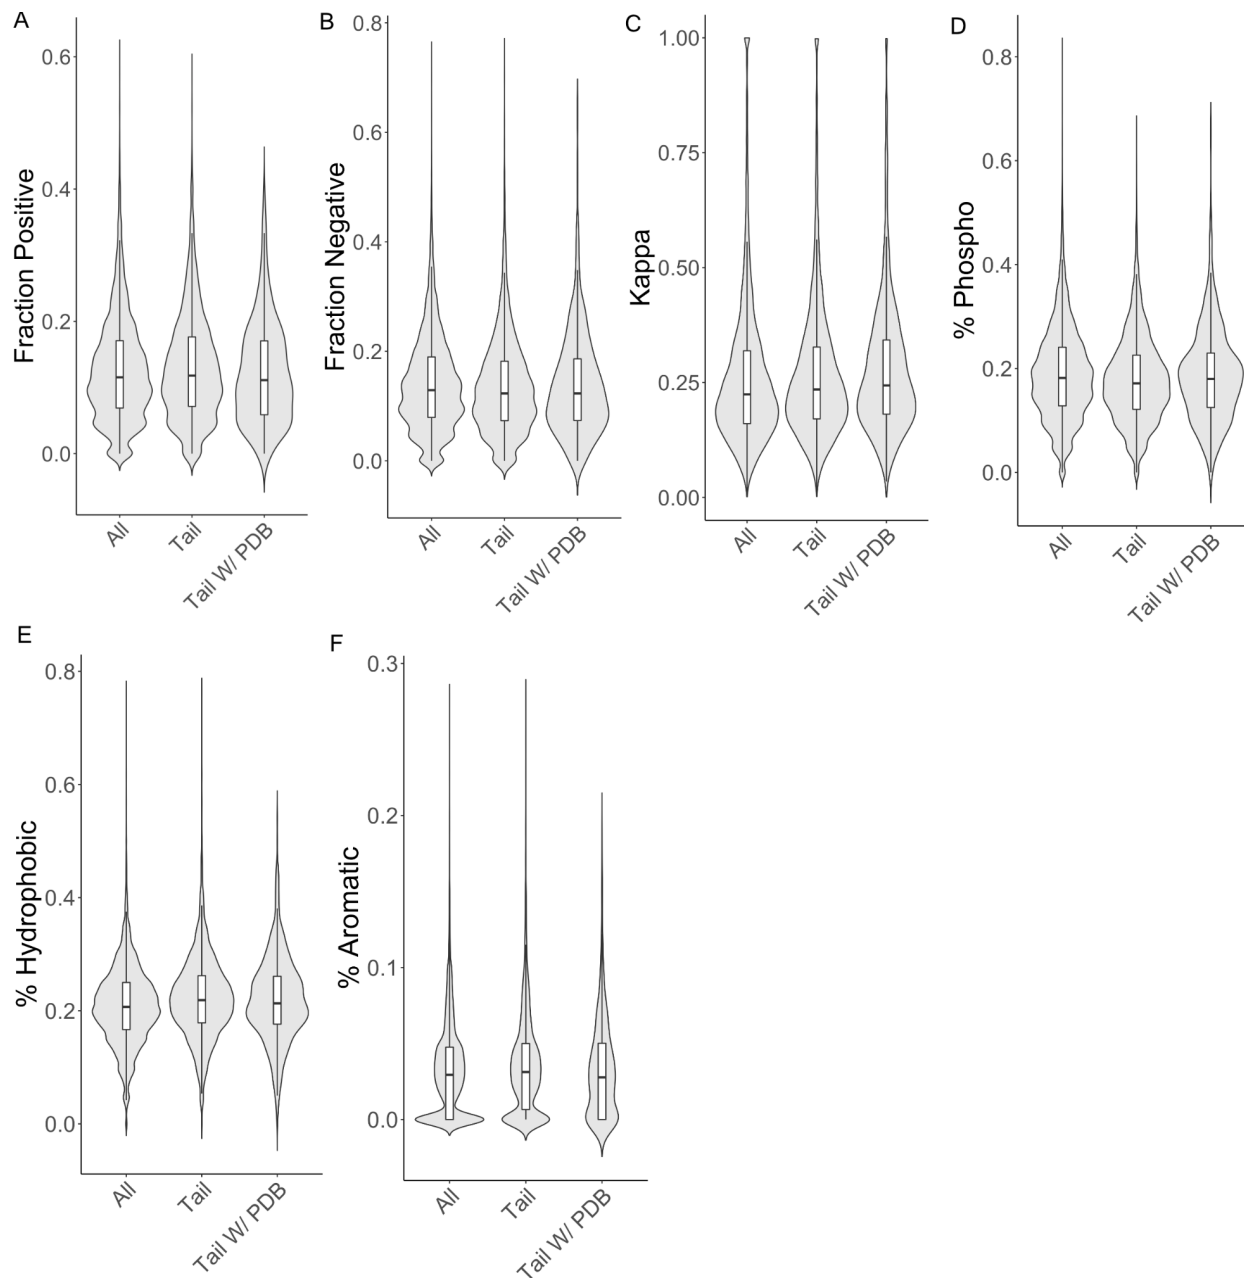 A
Fraction Positive
0.6
0.4
0.2
0.0
All
Tail
Tail W/ PDB
B
Fraction Negative
0.8
0.6
0.4
0.2
0.0
All
Tail
Tail W/ PDB
C
Kappa
1.00
0.75
0.50
0.25
0.00
All
Tail
Tail W/ PDB
D
% Phospho
0.8
0.6
0.4
0.2
0.0
All
Tail
Tail W/ PDB
E
% Hydrophobic
0.8
0.6
0.4
0.2
0.0
All
Tail
Tail W/ PDB
F
% Aromatic
0.3
0.2
0.1
0.0
All
Tail
Tail W/ PDB